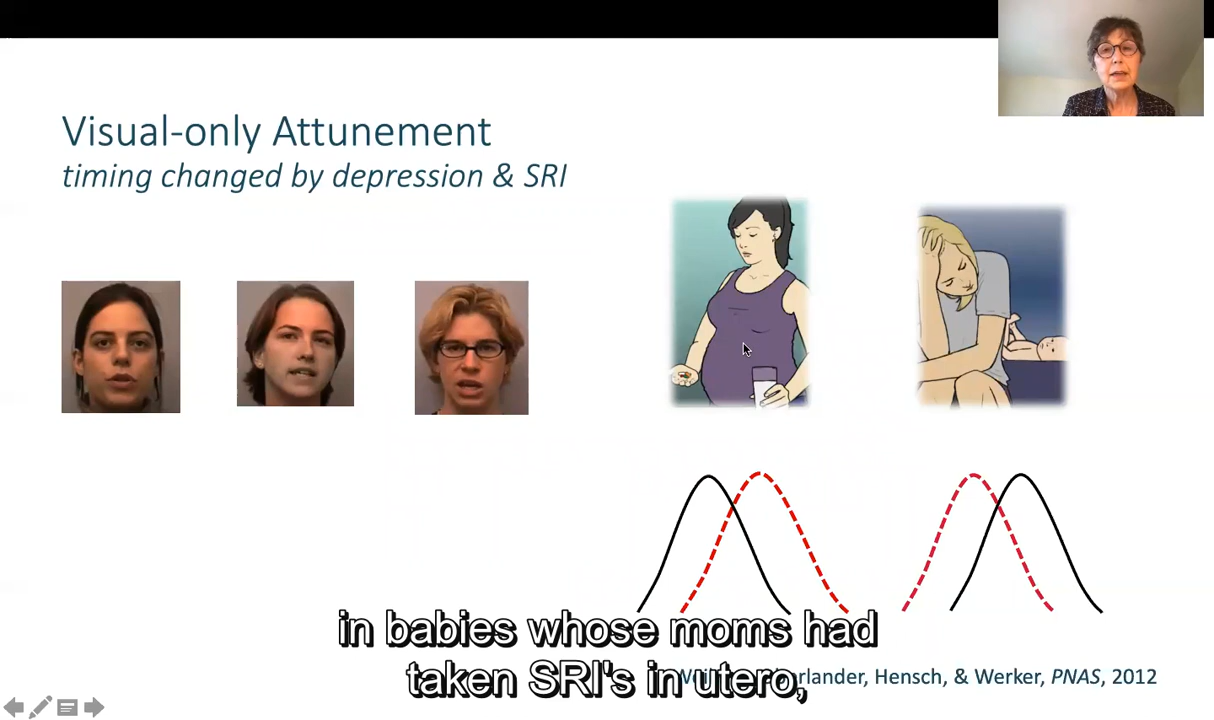 Visual-only Attunement
timing changed by depression & SRI
in babies whose moms had
taken SRI's in utero,
Hensch, & Werker, PNAS, 2012